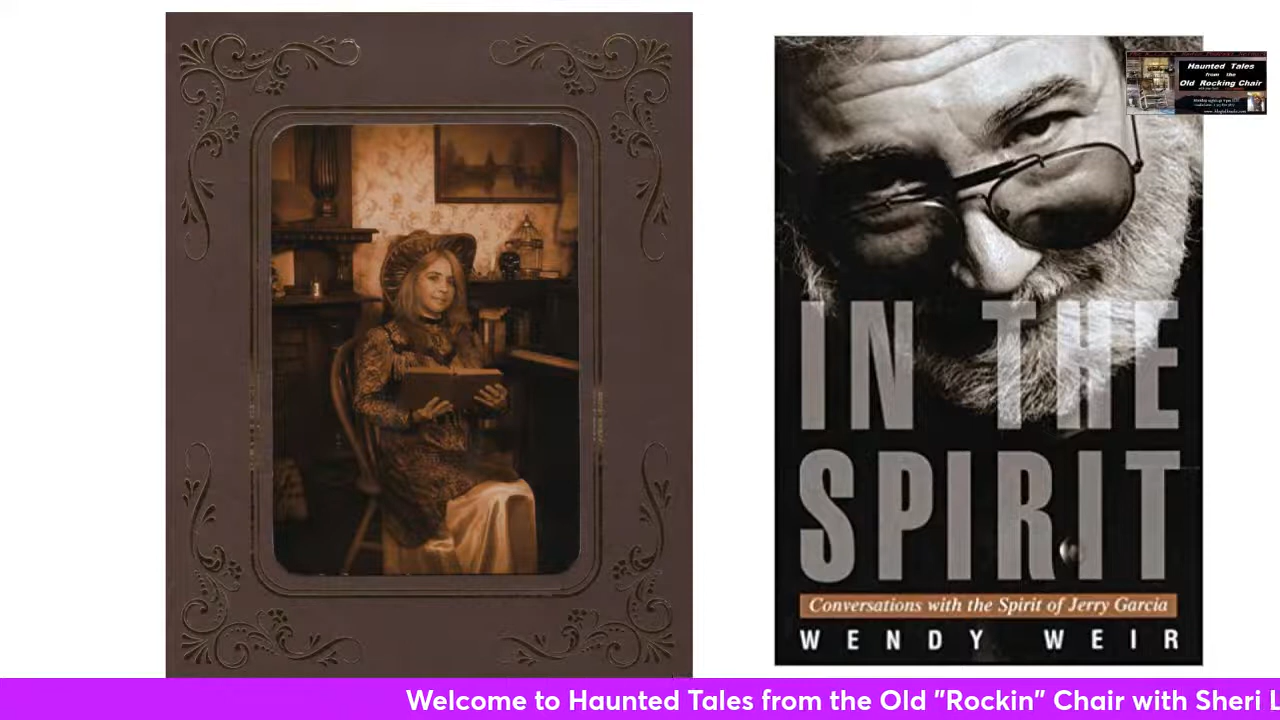 Haunted Tales
from the
Old Rocking Chair
IN THE
SPIRIT
Conversations with the Spirit of Jerry Garcia
WENDY WEIR
Welcome to Haunted Tales from the Old "Rockin" Chair with Sheri L